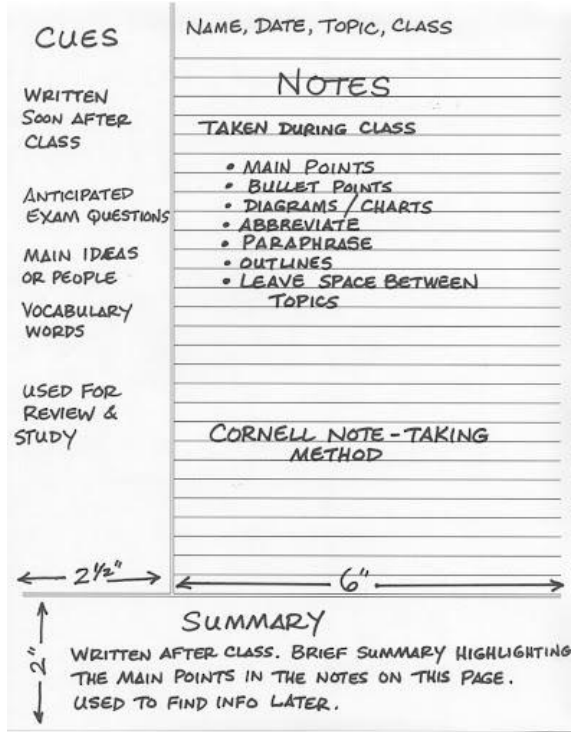 CUES
WRITTEN
SOON AFTER
CLASS
ANTICIPATED
EXAM QUESTIONS
MAIN IDEAS
OR PEOPLE
VOCABULARY
WORDS
USED FOR
REVIEW &
STUDY
2 1/2"
NAME, DATE, TOPIC, CLASS
NOTES
TAKEN DURING CLASS
• MAIN POINTS
• BULLET POINTS
• DIAGRAMS / CHARTS
• ABBREVIATE
• PARAPHRASE
• OUTLINES
• LEAVE SPACE BETWEEN
TOPICS
CORNELL NOTE-TAKING
METHOD
6"
2"
SUMMARY
WRITTEN AFTER CLASS. BRIEF SUMMARY HIGHLIGHTING
THE MAIN POINTS IN THE NOTES ON THIS PAGE.
USED TO FIND INFO LATER.